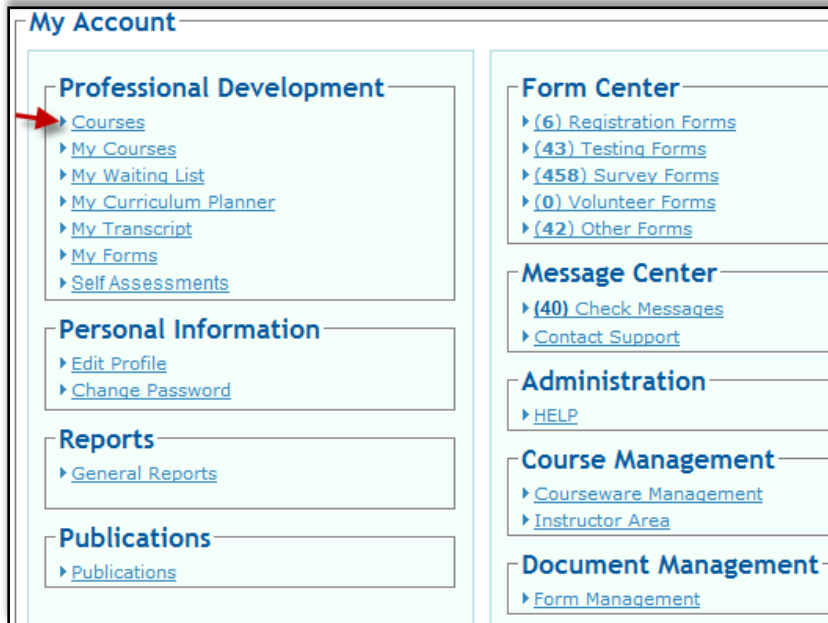 My Account
Professional Development
Courses
My Courses
My Waiting List
My Curriculum Planner
My Transcript
My Forms
Self Assessments
Personal Information
Edit Profile
Change Password
Reports
General Reports
Publications
Publications
Form Center
(6) Registration Forms
(43) Testing Forms
(458) Survey Forms
(0) Volunteer Forms
(42) Other Forms
Message Center
(40) Check Messages
Contact Support
Administration
HELP
Course Management
Courseware Management
Instructor Area
Document Management
Form Management